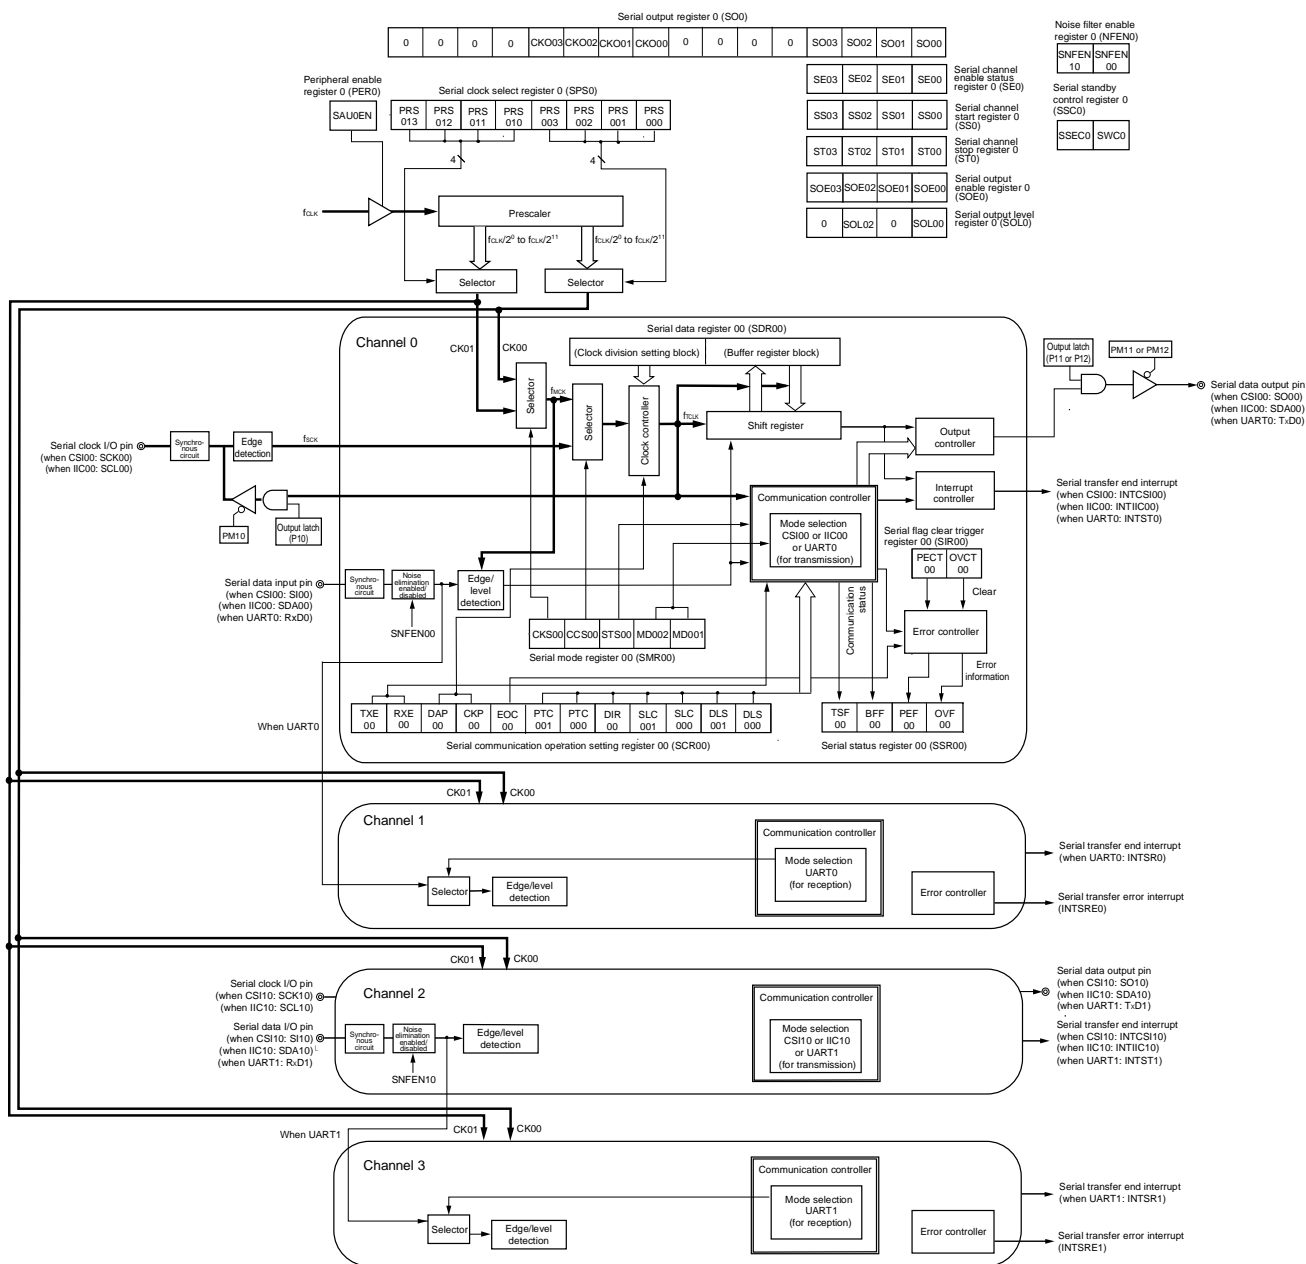 Serial output register 0 (SO0)
0 0 0 0 CKO03 CKO02 CKO01 CKO00 0 0 0 0 SO03 SO02 SO01 SO00
Noise filter enable
register 0 (NFEN0)
SNFEN SNFEN
10 00
Peripheral enable
register 0 (PER0)
SAU0EN
Serial clock select register 0 (SPS0)
PRS PRS PRS PRS PRS PRS PRS PRS
013 012 011 010 003 002 001 000
4
4
SE03 SE02 SE01 SE00
Serial channel
enable status
register 0 (SE0)
SS03 SS02 SS01 SS00
Serial channel
start register 0
(SS0)
ST03 ST02 ST01 ST00
Serial channel
stop register 0
(ST0)
SOE03 SOE02 SOE01 SOE00
Serial output
enable register 0
(SOE0)
0 SOL02 0 SOL00
Serial output level
register 0 (SOL0)
Serial standby
control register 0
(SSC0)
SSEC0 SWC0
fCLK
Prescaler
fCLK/2⁰ to fCLK/2¹¹
fCLK/2⁰ to fCLK/2¹¹
Selector
Selector
Channel 0
CK01
CK00
Serial data register 00 (SDR00)
(Clock division setting block) (Buffer register block)
Selector
fMCK
Selector
Clock controller
fTCLK
Shift register
Output latch
(P11 or P12)
PM11 or PM12
Serial data output pin
(when CSI00: SO00)
(when IIC00: SDA00)
(when UART0: TxD0)
Output
controller
Serial clock I/O pin
(when CSI00: SCK00)
(when IIC00: SCL00)
Synchro-
nous
circuit
Edge
detection
fSCK
PM10
Output latch
(P10)
Communication controller
Mode selection
CSI00 or IIC00
or UART0
(for transmission)
Interrupt
controller
Serial transfer end interrupt
(when CSI00: INTCSI00)
(when IIC00: INTIIC00)
(when UART0: INTST0)
Serial flag clear trigger
register 00 (SIR00)
PECT OVCT
00 00
Clear
Serial data input pin
(when CSI00: SI00)
(when IIC00: SDA00)
(when UART0: RxD0)
Synchro-
nous
circuit
Noise
elimination
enabled/
disabled
SNFEN00
Edge/
level
detection
CKS00 CCS00 STS00 MD002 MD001
Serial mode register 00 (SMR00)
Communication
status
Error controller
Error
information
When UART0
TXE RXE DAP CKP EOC PTC PTC DIR SLC SLC DLS DLS
00 00 00 00 00 001 000 00 001 000 001 000
Serial communication operation setting register 00 (SCR00)
TSF BFF PEF OVF
00 00 00 00
Serial status register 00 (SSR00)
CK01 CK00
Channel 1
Communication controller
Mode selection
UART0
(for reception)
Selector
Edge/level
detection
Error controller
Serial transfer end interrupt
(when UART0: INTSR0)
Serial transfer error interrupt
(INTSRE0)
CK01 CK00
Channel 2
Serial clock I/O pin
(when CSI10: SCK10)
(when IIC10: SCL10)
Serial data I/O pin
(when CSI10: SI10)
(when IIC10: SDA10)
(when UART1: RxD1)
Synchro-
nous
circuit
Noise
elimination
enabled/
disabled
SNFEN10
Edge/level
detection
Communication controller
Mode selection
CSI10 or IIC10
or UART1
(for transmission)
Serial data output pin
(when CSI10: SO10)
(when IIC10: SDA10)
(when UART1: TxD1)
Serial transfer end interrupt
(when CSI10: INTCSI10)
(when IIC10: INTIIC10)
(when UART1: INTST1)
When UART1
CK01 CK00
Channel 3
Communication controller
Mode selection
UART1
(for reception)
Selector
Edge/level
detection
Error controller
Serial transfer end interrupt
(when UART1: INTSR1)
Serial transfer error interrupt
(INTSRE1)